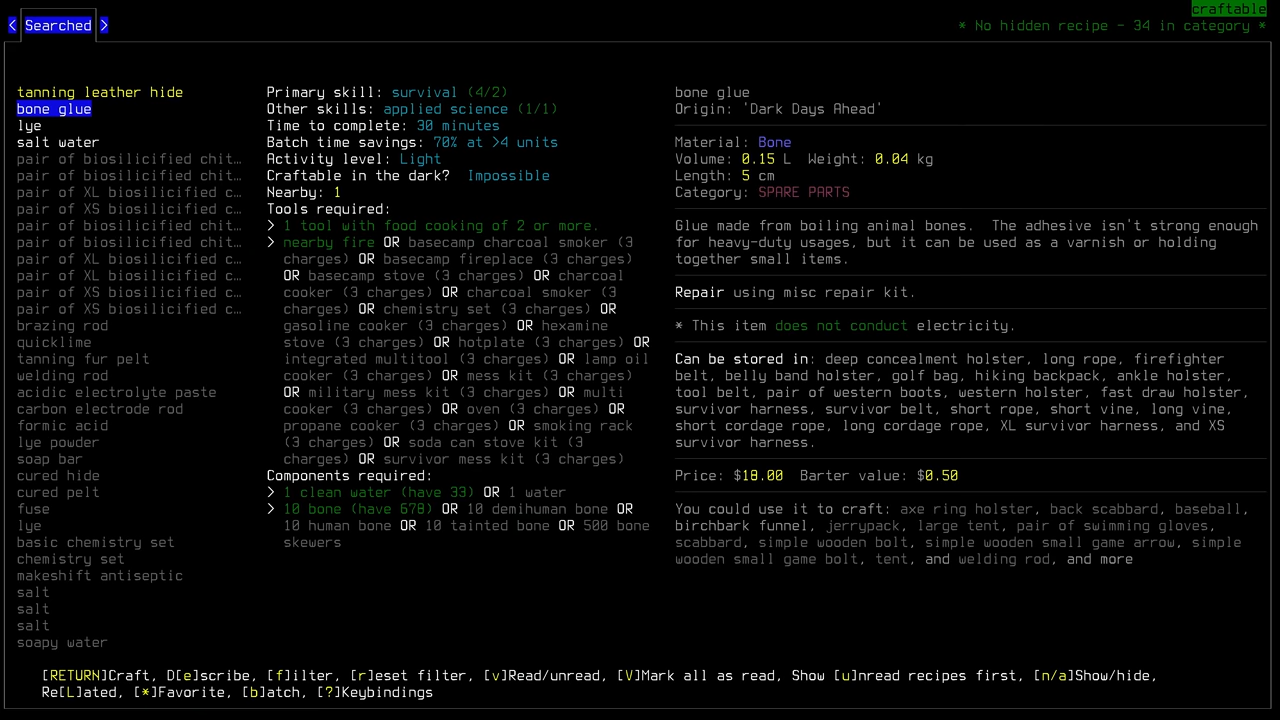 craftable
< Searched >
* No hidden recipe - 34 in category *
tanning leather hide
bone glue
lye
salt water
pair of biosilicified chit…
pair of biosilicified chit…
pair of XL biosilicified c…
pair of XS biosilicified c…
pair of biosilicified chit…
pair of biosilicified chit…
pair of XL biosilicified c…
pair of XL biosilicified c…
pair of XS biosilicified c…
pair of XS biosilicified c…
brazing rod
quicklime
tanning fur pelt
welding rod
acidic electrolyte paste
carbon electrode rod
formic acid
lye powder
soap bar
cured hide
cured pelt
fuse
lye
basic chemistry set
chemistry set
makeshift antiseptic
salt
salt
salt
soapy water
Primary skill: survival (4/2)
Other skills: applied science (1/1)
Time to complete: 30 minutes
Batch time savings: 70% at >4 units
Activity level: Light
Craftable in the dark?  Impossible
Nearby: 1
Tools required:
> 1 tool with food cooking of 2 or more.
> nearby fire OR basecamp charcoal smoker (3
charges) OR basecamp fireplace (3 charges)
OR basecamp stove (3 charges) OR charcoal
cooker (3 charges) OR charcoal smoker (3
charges) OR chemistry set (3 charges) OR
gasoline cooker (3 charges) OR hexamine
stove (3 charges) OR hotplate (3 charges) OR
integrated multitool (3 charges) OR lamp oil
cooker (3 charges) OR mess kit (3 charges)
OR military mess kit (3 charges) OR multi
cooker (3 charges) OR oven (3 charges) OR
propane cooker (3 charges) OR smoking rack
(3 charges) OR soda can stove kit (3
charges) OR survivor mess kit (3 charges)
Components required:
> 1 clean water (have 33) OR 1 water
> 10 bone (have 678) OR 10 demihuman bone OR
10 human bone OR 10 tainted bone OR 500 bone
skewers
bone glue
Origin: 'Dark Days Ahead'
Material: Bone
Volume: 0.15 L  Weight: 0.04 kg
Length: 5 cm
Category: SPARE PARTS
Glue made from boiling animal bones.  The adhesive isn't strong enough
for heavy-duty usages, but it can be used as a varnish or holding
together small items.
Repair using misc repair kit.
* This item does not conduct electricity.
Can be stored in: deep concealment holster, long rope, firefighter
belt, belly band holster, golf bag, hiking backpack, ankle holster,
tool belt, pair of western boots, western holster, fast draw holster,
survivor harness, survivor belt, short rope, short vine, long vine,
short cordage rope, long cordage rope, XL survivor harness, and XS
survivor harness.
Price: $18.00  Barter value: $0.50
You could use it to craft: axe ring holster, back scabbard, baseball,
birchbark funnel, jerrypack, large tent, pair of swimming gloves,
scabbard, simple wooden bolt, simple wooden small game arrow, simple
wooden small game bolt, tent, and welding rod, and more
[RETURN]Craft, D[e]scribe, [f]ilter, [r]eset filter, [v]Read/unread, [V]Mark all as read, Show [u]nread recipes first, [n/a]Show/hide,
Re[L]ated, [*]Favorite, [b]atch, [?]Keybindings